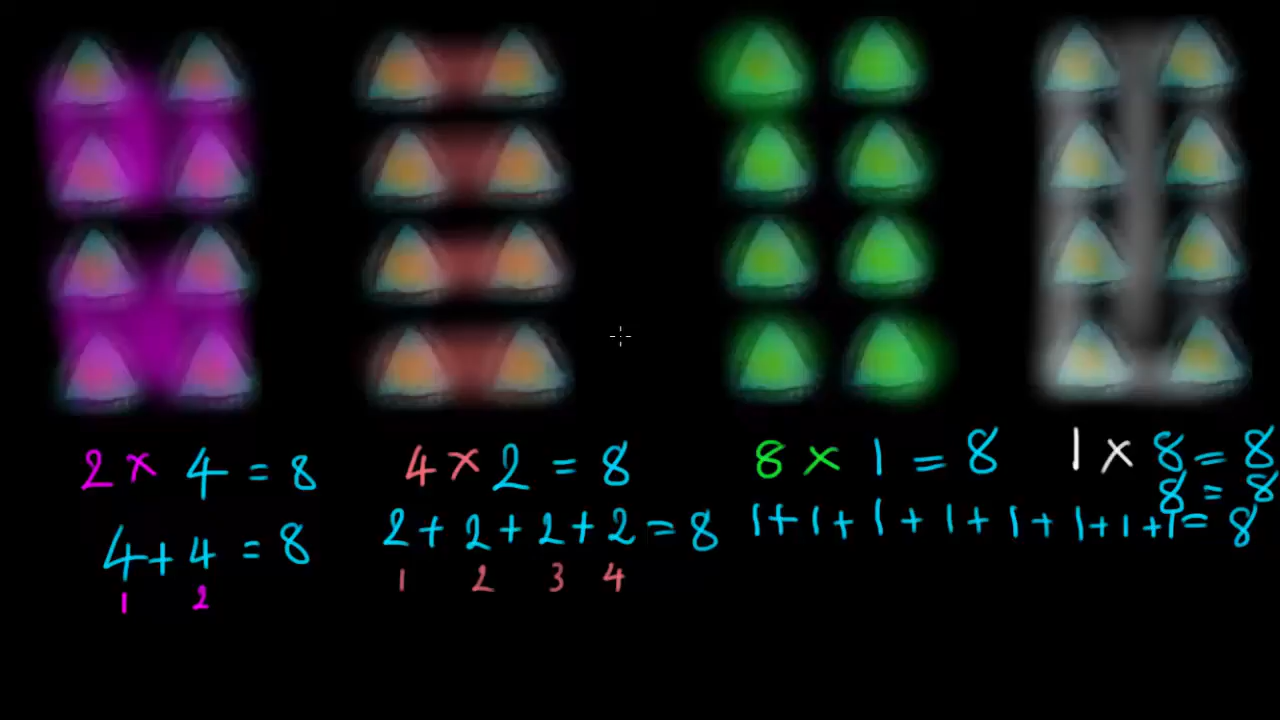 2 × 4 = 8
4 + 4 = 8
1 2
4 × 2 = 8
2 + 2 + 2 + 2 = 8
1 2 3 4
8 × 1 = 8
1 + 1 + 1 + 1 + 1 + 1 + 1 + 1 = 8
1 × 8 = 8
8 = 8